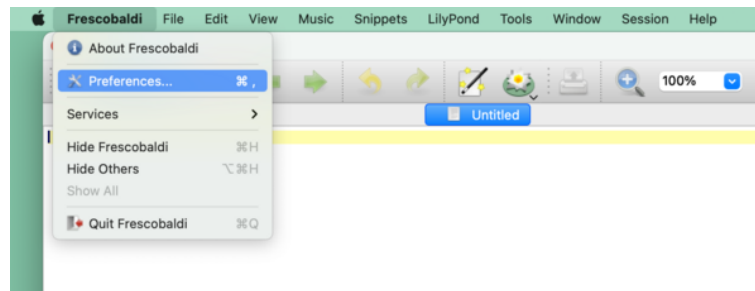 Frescobaldi File Edit View Music Snippets LilyPond Tools Window Session Help
About Frescobaldi
Preferences... ⌘ ,
100%
Services
Untitled
Hide Frescobaldi ⌘H
Hide Others ⌥⌘H
Show All
Quit Frescobaldi ⌘Q